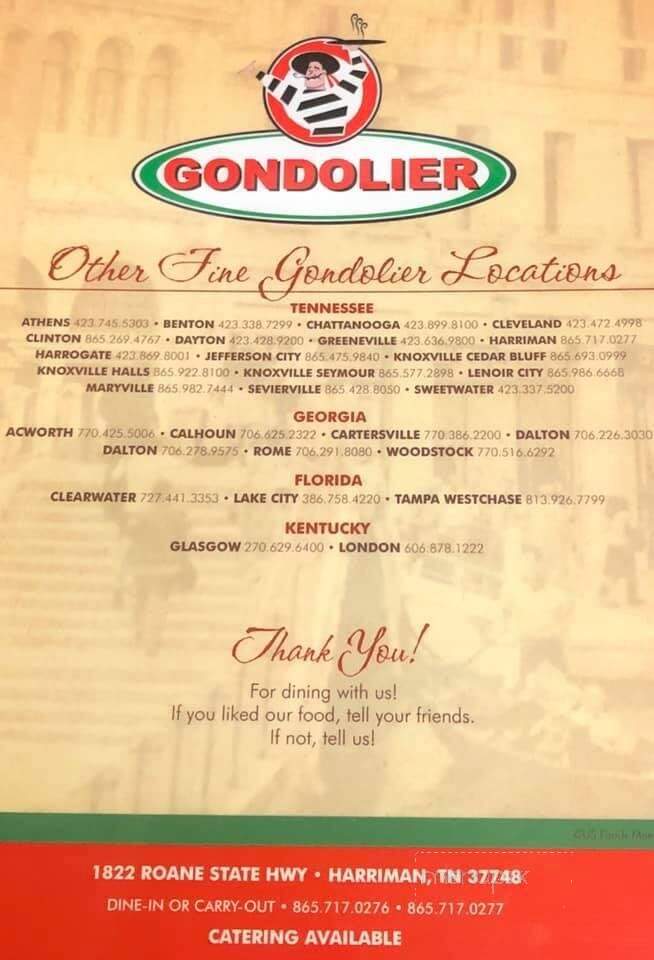 GONDOLIER
Other Fine Gondolier Locations
TENNESSEE
ATHENS 423.745.5303 • BENTON 423.338.7299 • CHATTANOOGA 423.899.8100 • CLEVELAND 423.472.4998
CLINTON 865.269.4767 • DAYTON 423.428.9200 • GREENEVILLE 423.636.9800 • HARRIMAN 865.717.0277
HARROGATE 423.869.8001 • JEFFERSON CITY 865.475.9840 • KNOXVILLE CEDAR BLUFF 865.693.0999
KNOXVILLE HALLS 865.922.8100 • KNOXVILLE SEYMOUR 865.577.2898 • LENOIR CITY 865.986.6668
MARYVILLE 865.982.7444 • SEVIERVILLE 865.428.8050 • SWEETWATER 423.337.5200
GEORGIA
ACWORTH 770.425.5006 • CALHOUN 706.625.2322 • CARTERSVILLE 770.386.2200 • DALTON 706.226.3030
DALTON 706.278.9575 • ROME 706.291.8080 • WOODSTOCK 770.516.6292
FLORIDA
CLEARWATER 727.441.3353 • LAKE CITY 386.758.4220 • TAMPA WESTCHASE 813.926.7799
KENTUCKY
GLASGOW 270.629.6400 • LONDON 606.878.1222
Thank You!
For dining with us!
If you liked our food, tell your friends.
If not, tell us!
©US Foods
1822 ROANE STATE HWY • HARRIMAN, TN 37748
DINE-IN OR CARRY-OUT • 865.717.0276 • 865.717.0277
CATERING AVAILABLE